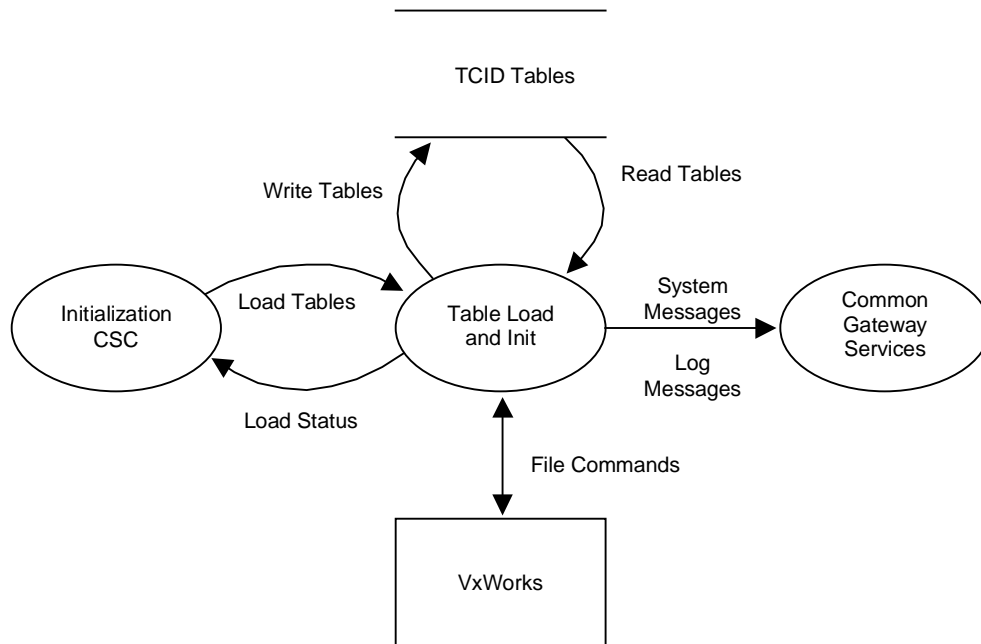 TCID Tables
Write Tables
Read Tables
Initialization
CSC
Load Tables
Table Load
and Init
System
Messages
Log
Messages
Common
Gateway
Services
Load Status
File Commands
VxWorks